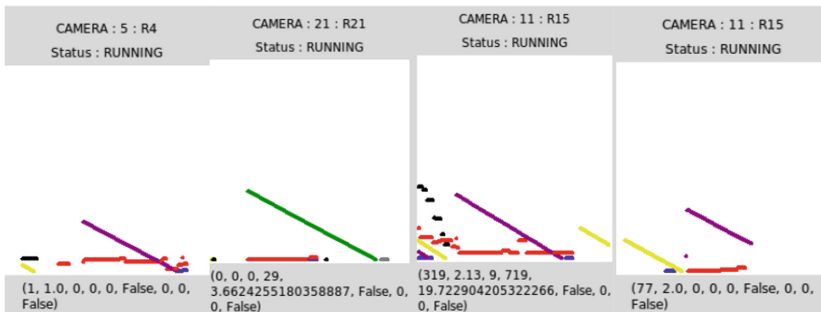 CAMERA : 5 : R4
Status : RUNNING
(1, 1.0, 0, 0, 0, 0, False, 0, 0,
False)
CAMERA : 21 : R21
Status : RUNNING
(0, 0, 0, 29,
3.6624255180358887, False, 0,
0, False)
CAMERA : 11 : R15
Status : RUNNING
(319, 2.13, 9, 719,
19.722904205322266, False, 0,
0, False)
CAMERA : 11 : R15
Status : RUNNING
(77, 2.0, 0, 0, 0, 0, False, 0, 0,
False)